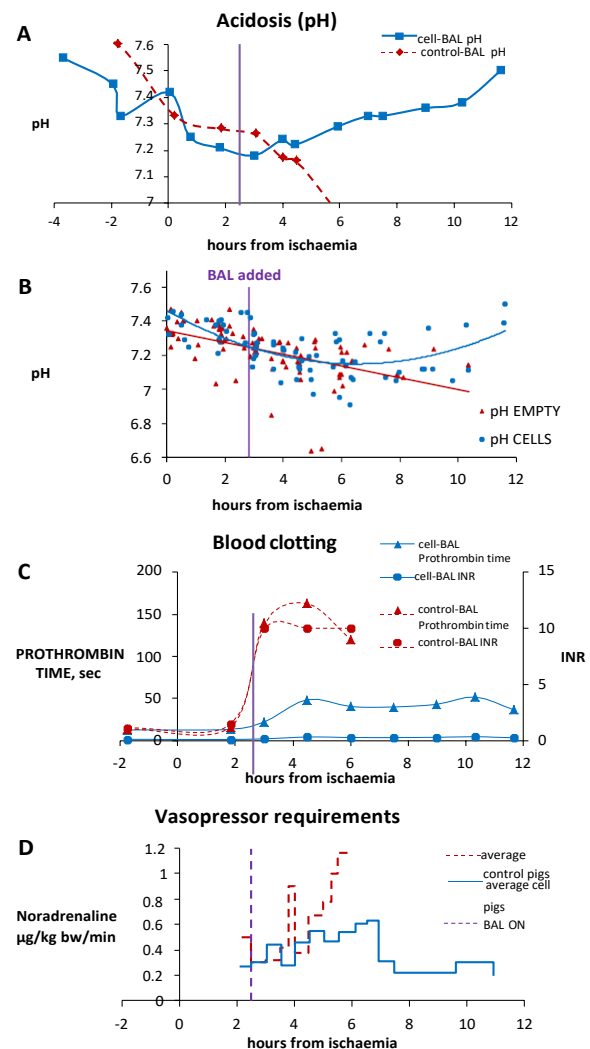 Acidosis (pH)
A
cell-BAL pH
control-BAL pH
7.6
7.5
7.4
7.3
7.2
7.1
7
pH
-4 -2 0 2 4 6 8 10 12
hours from ischaemia
BAL added
B
7.6
7.4
7.2
7
6.8
6.6
pH
pH EMPTY
pH CELLS
0 2 4 6 8 10 12
hours from ischaemia
Blood clotting
C
cell-BAL
Prothrombin time
cell-BAL INR
control-BAL
Prothrombin time
control-BAL INR
200
150
100
50
0
PROTHROMBIN
TIME, sec
15
10
5
0
INR
-2 0 2 4 6 8 10 12
hours from ischaemia
Vasopressor requirements
D
average
control pigs
average cell
pigs
BAL ON
1.2
1
0.8
0.6
0.4
0.2
0
Noradrenaline
µg/kg bw/min
-2 0 2 4 6 8 10 12
hours from ischaemia